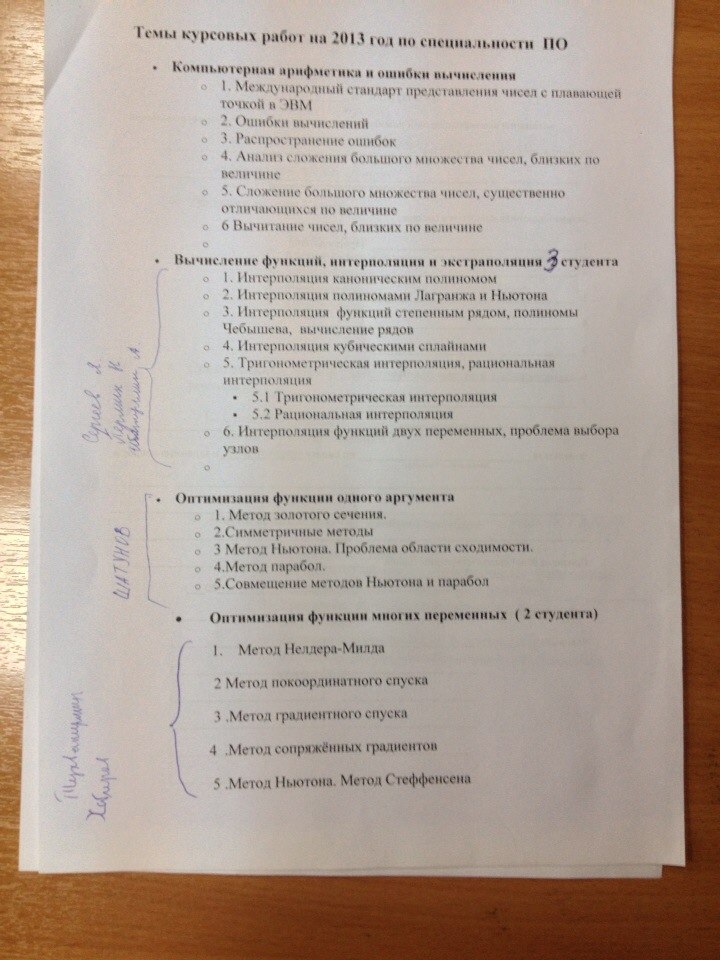 Темы курсовых работ на 2013 год по специальности ПО
• Компьютерная арифметика и ошибки вычисления
○ 1. Международный стандарт представления чисел с плавающей
точкой в ЭВМ
○ 2. Ошибки вычислений
○ 3. Распространение ошибок
○ 4. Анализ сложения большого множества чисел, близких по
величине
○ 5. Сложение большого множества чисел, существенно
отличающихся по величине
○ 6 Вычитание чисел, близких по величине
○
• Вычисление функций, интерполяция и экстраполяция 3 студента
○ 1. Интерполяция каноническим полиномом
○ 2. Интерполяция полиномами Лагранжа и Ньютона
○ 3. Интерполяция функций степенным рядом, полиномы
Чебышева, вычисление рядов
○ 4. Интерполяция кубическими сплайнами
○ 5. Тригонометрическая интерполяция, рациональная
интерполяция
▪ 5.1 Тригонометрическая интерполяция
▪ 5.2 Рациональная интерполяция
○ 6. Интерполяция функций двух переменных, проблема выбора
узлов
○
Сергеев А
• Оптимизация функции одного аргумента
○ 1. Метод золотого сечения.
○ 2.Симметричные методы
○ 3 Метод Ньютона. Проблема области сходимости.
○ 4.Метод парабол.
○ 5.Совмещение методов Ньютона и парабол
ШАТУНОВ
• Оптимизация функции многих переменных ( 2 студента)
1. Метод Нелдера-Милда
2 Метод покоординатного спуска
3 .Метод градиентного спуска
4 .Метод сопряжённых градиентов
5 .Метод Ньютона. Метод Стеффенсена